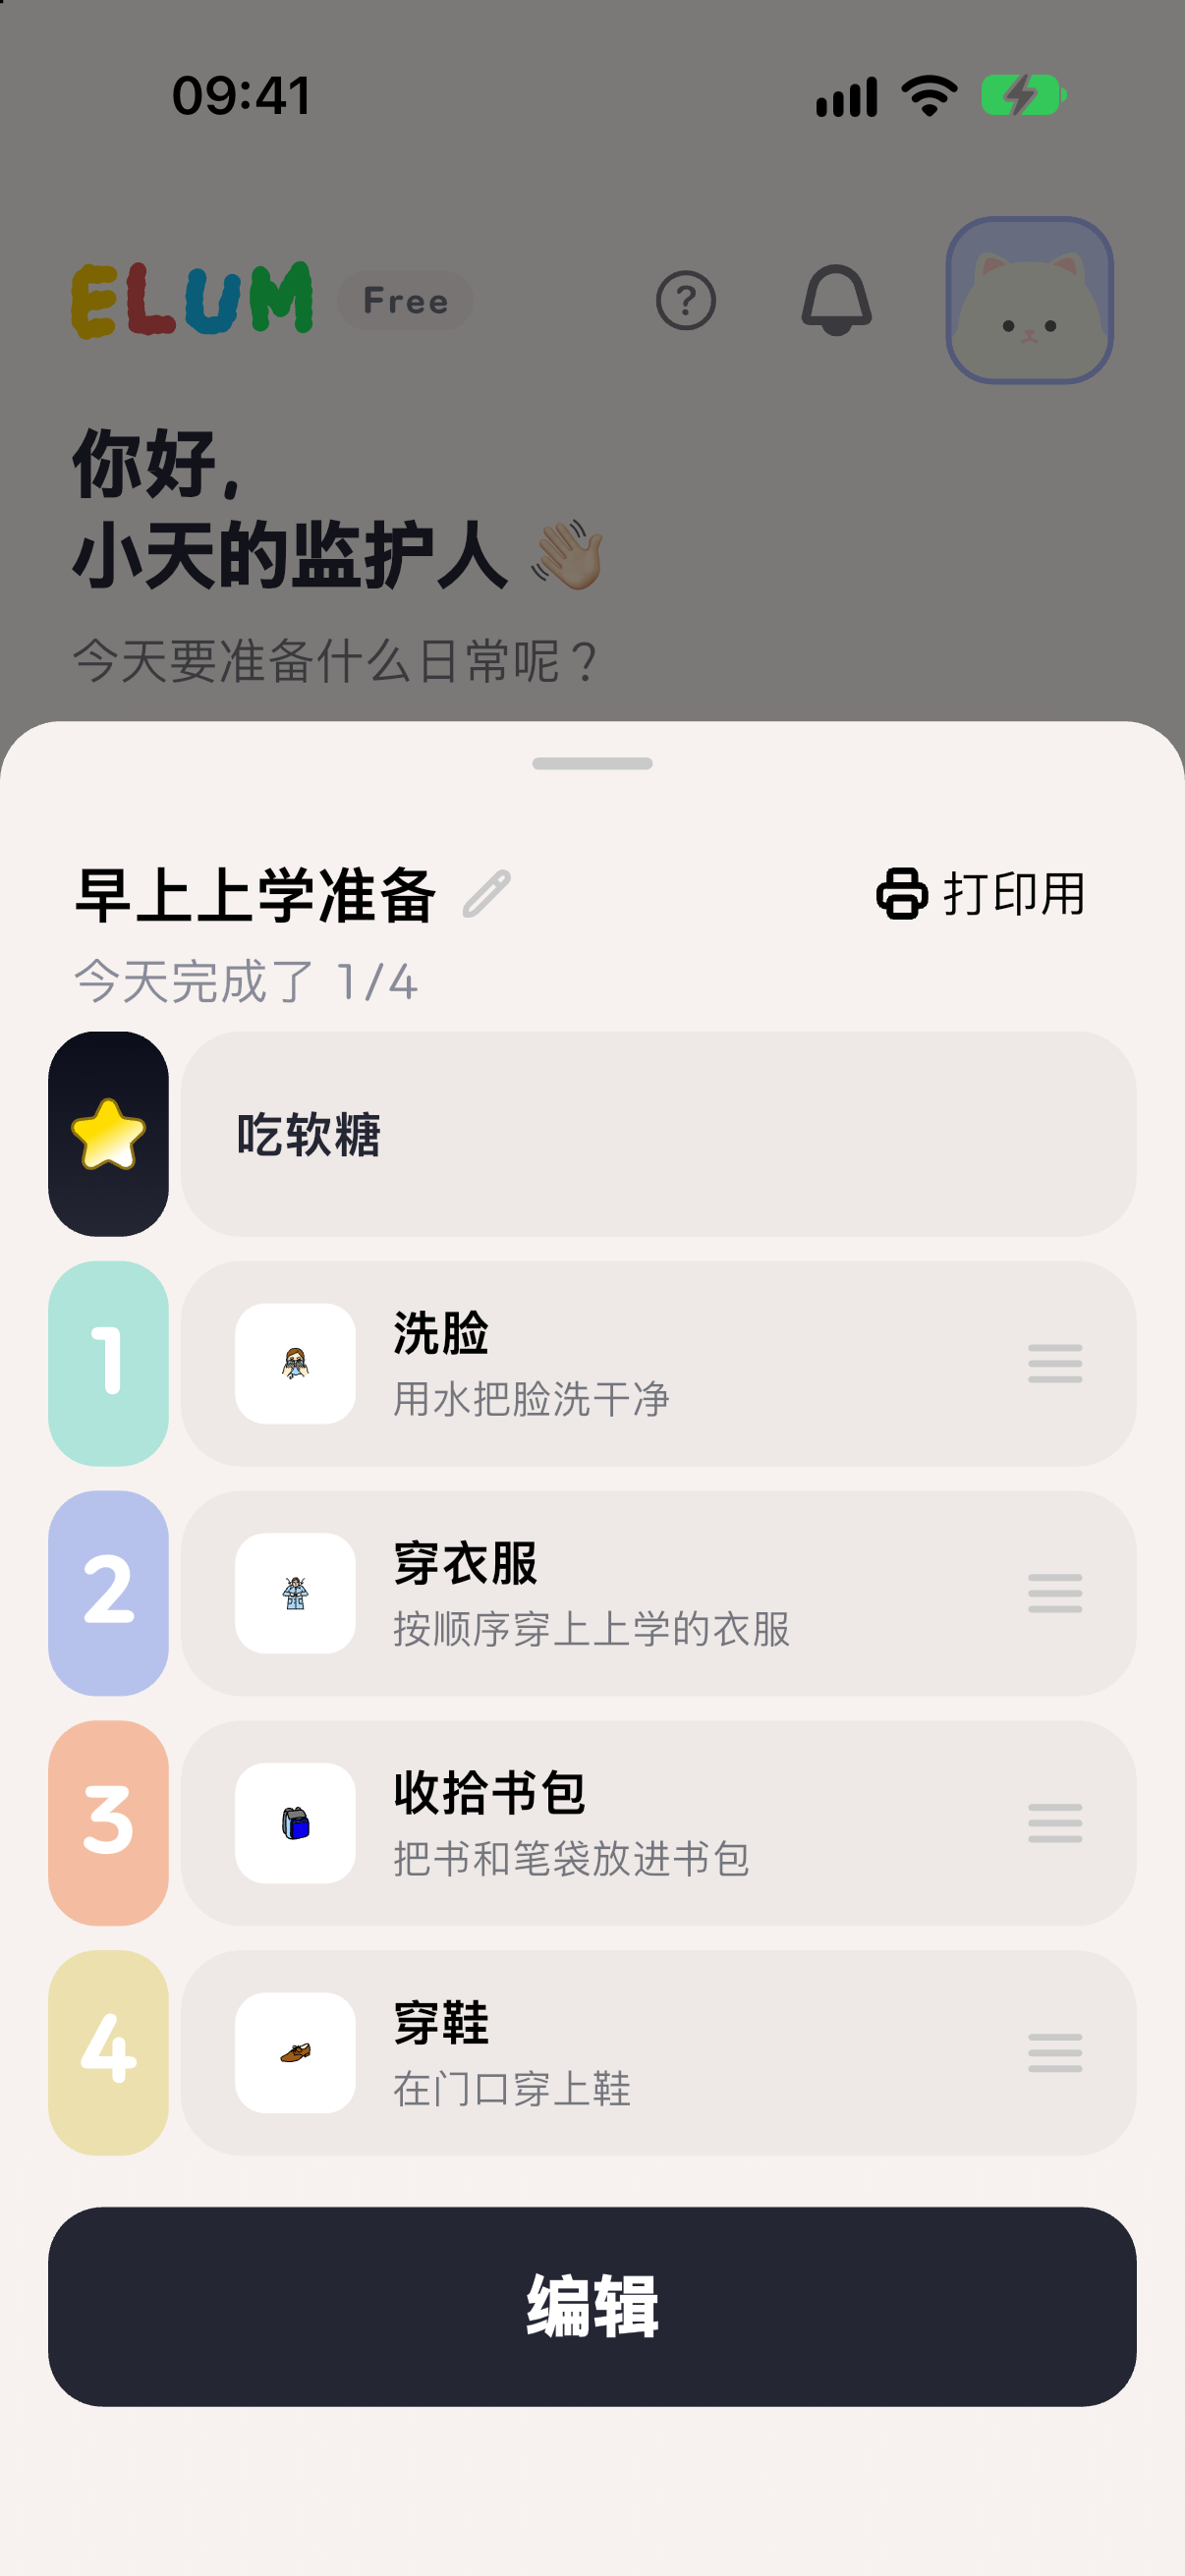 09:41
ELUM Free
你好，
小天的监护人 👋🏻
今天要准备什么日常呢？
早上上学准备
打印用
今天完成了 1/4
吃软糖
1
洗脸
用水把脸洗干净
2
穿衣服
按顺序穿上上学的衣服
3
收拾书包
把书和笔袋放进书包
4
穿鞋
在门口穿上鞋
编辑